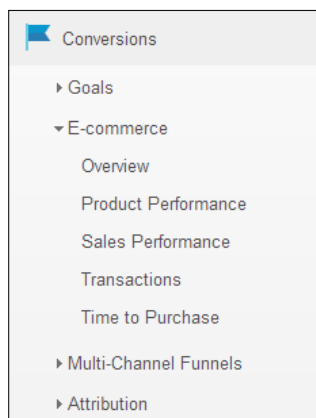 Conversions
Goals
E-commerce
Overview
Product Performance
Sales Performance
Transactions
Time to Purchase
Multi-Channel Funnels
Attribution